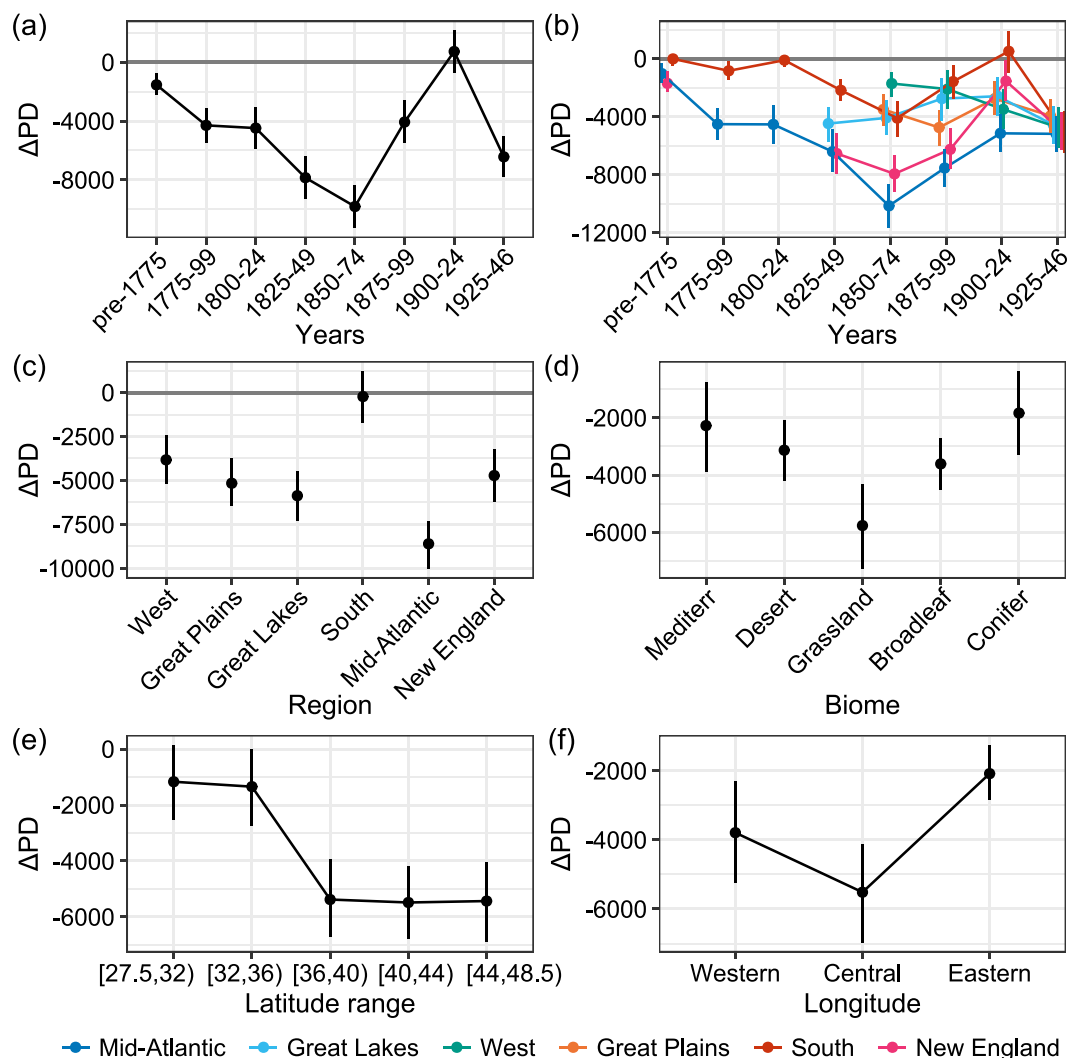 (a)
0
-4000
-8000
ΔPD
pre-1775
1775-99
1800-24
1825-49
1850-74
1875-99
1900-24
1925-46
Years
(b)
0
-4000
-8000
-12000
ΔPD
pre-1775
1775-99
1800-24
1825-49
1850-74
1875-99
1900-24
1925-46
Years
(c)
0
-2500
-5000
-7500
-10000
ΔPD
West
Great Plains
Great Lakes
South
Mid-Atlantic
New England
Region
(d)
-2000
-4000
-6000
ΔPD
Mediterr
Desert
Grassland
Broadleaf
Conifer
Biome
(e)
0
-2000
-4000
-6000
ΔPD
[27.5,32) [32,36) [36,40) [40,44) [44,48.5)
Latitude range
(f)
-2000
-4000
-6000
ΔPD
Western Central Eastern
Longitude
Mid-Atlantic Great Lakes West Great Plains South New England